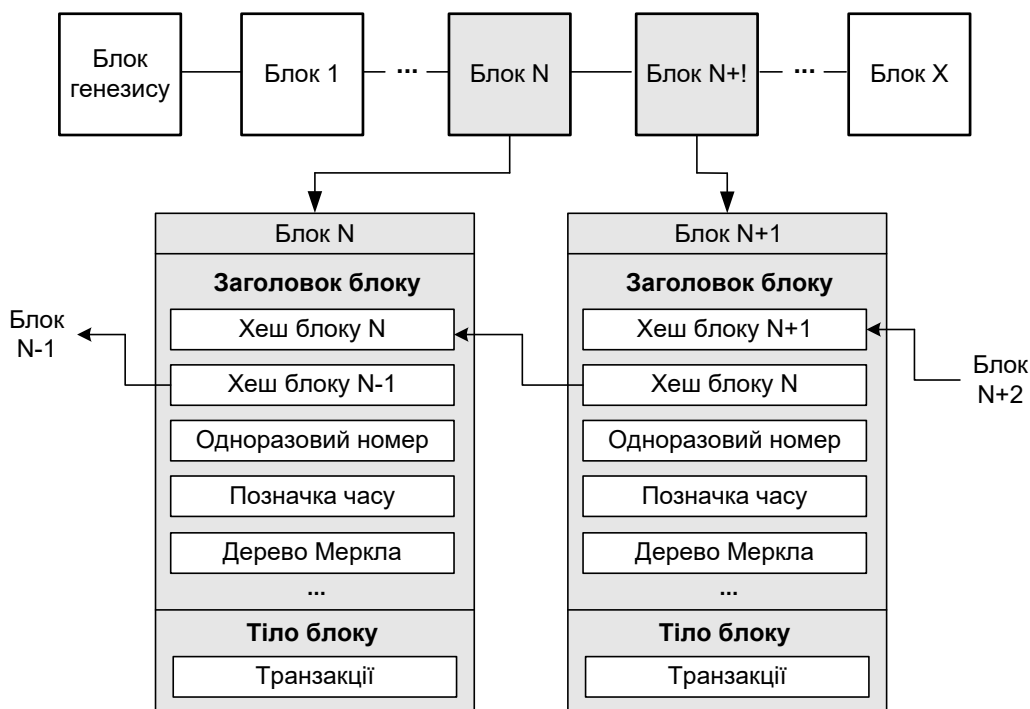 Блок
генезису
Блок 1
...
Блок N
Блок N+!
...
Блок X
Блок N
Блок N+1
Заголовок блоку
Заголовок блоку
Блок
N-1
Хеш блоку N
Хеш блоку N+1
Хеш блоку N-1
Хеш блоку N
Блок
N+2
Одноразовий номер
Одноразовий номер
Позначка часу
Позначка часу
Дерево Меркла
Дерево Меркла
...
...
Тіло блоку
Тіло блоку
Транзакції
Транзакції